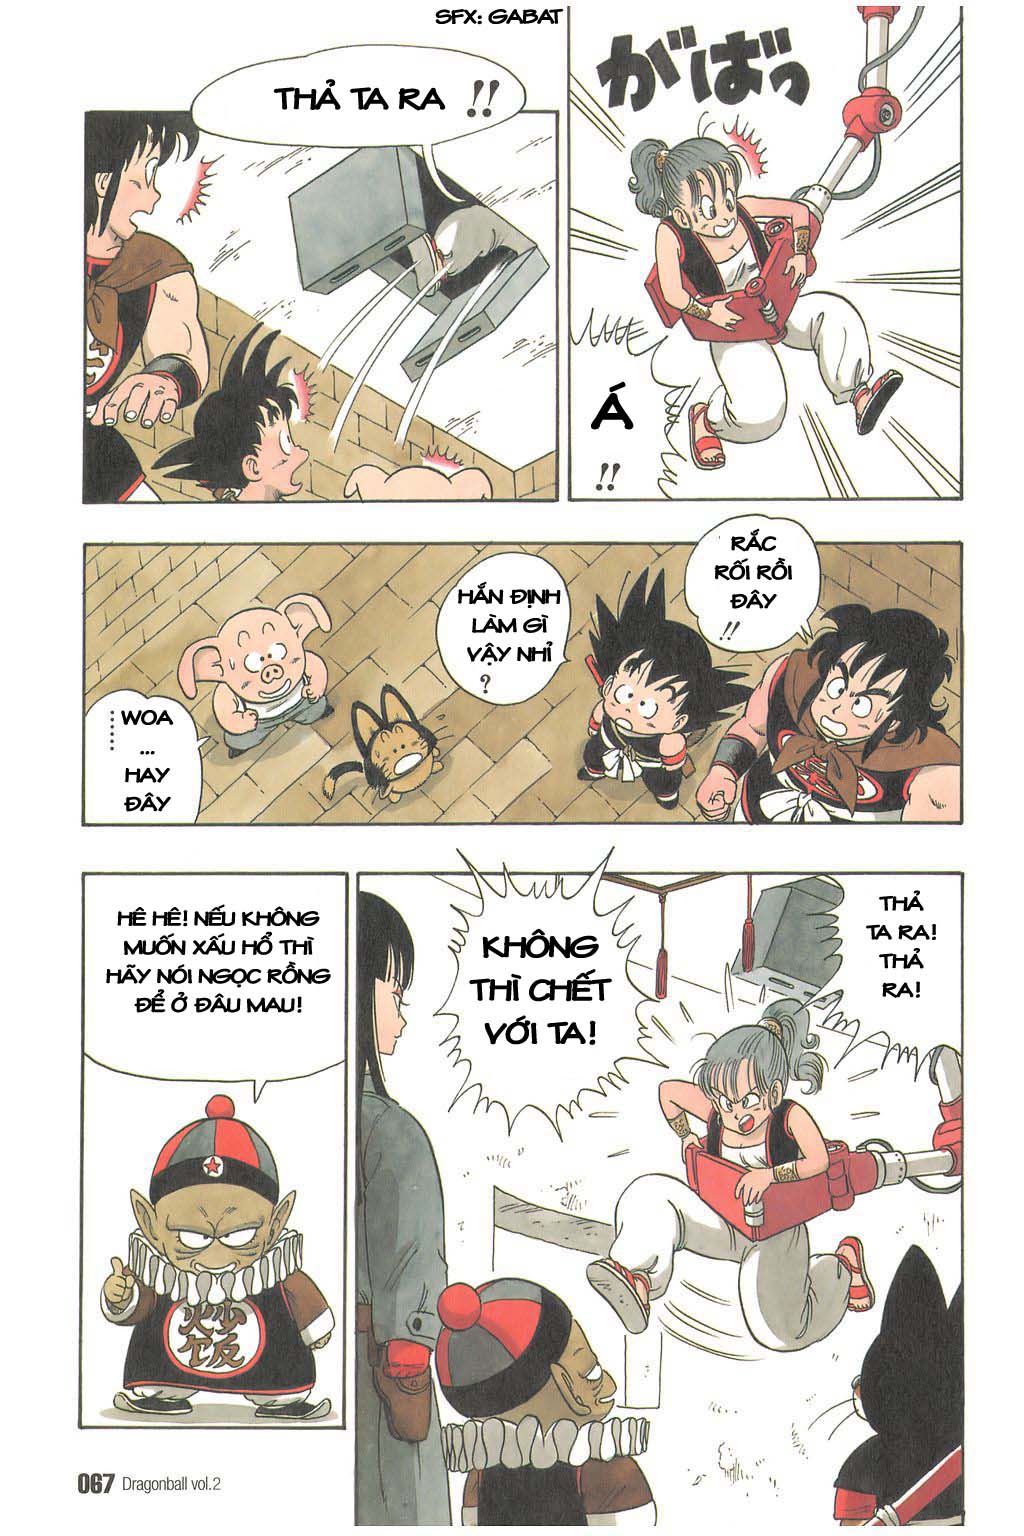 SFX: GABAT
がばっ
THẢ TA RA !!
Á
!!
RẮC
RỐI RỒI
ĐÂY
!!
HẮN ĐỊNH
LÀM GÌ
VẬY NHỈ
?
WOA
...
HAY
ĐÂY
......
HÊ HÊ! NẾU KHÔNG
MUỐN XẤU HỔ THÌ
HÃY NÓI NGỌC RỒNG
ĐỂ Ở ĐÂU MAU!
THẢ
TA RA!
THẢ
RA!
KHÔNG
THÌ CHẾT
VỚI TA!
067 Dragonball vol.2